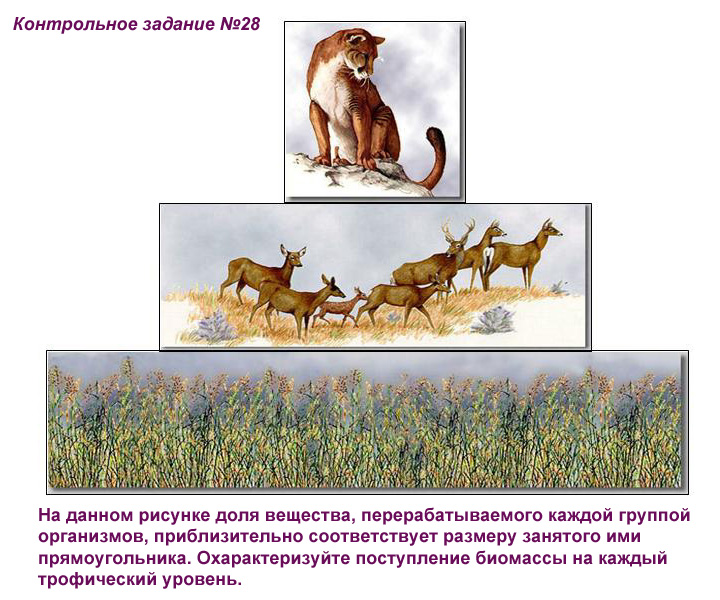 Контрольное задание №28
На данном рисунке доля вещества, перерабатываемого каждой группой
организмов, приблизительно соответствует размеру занятого ими
прямоугольника. Охарактеризуйте поступление биомассы на каждый
трофический уровень.